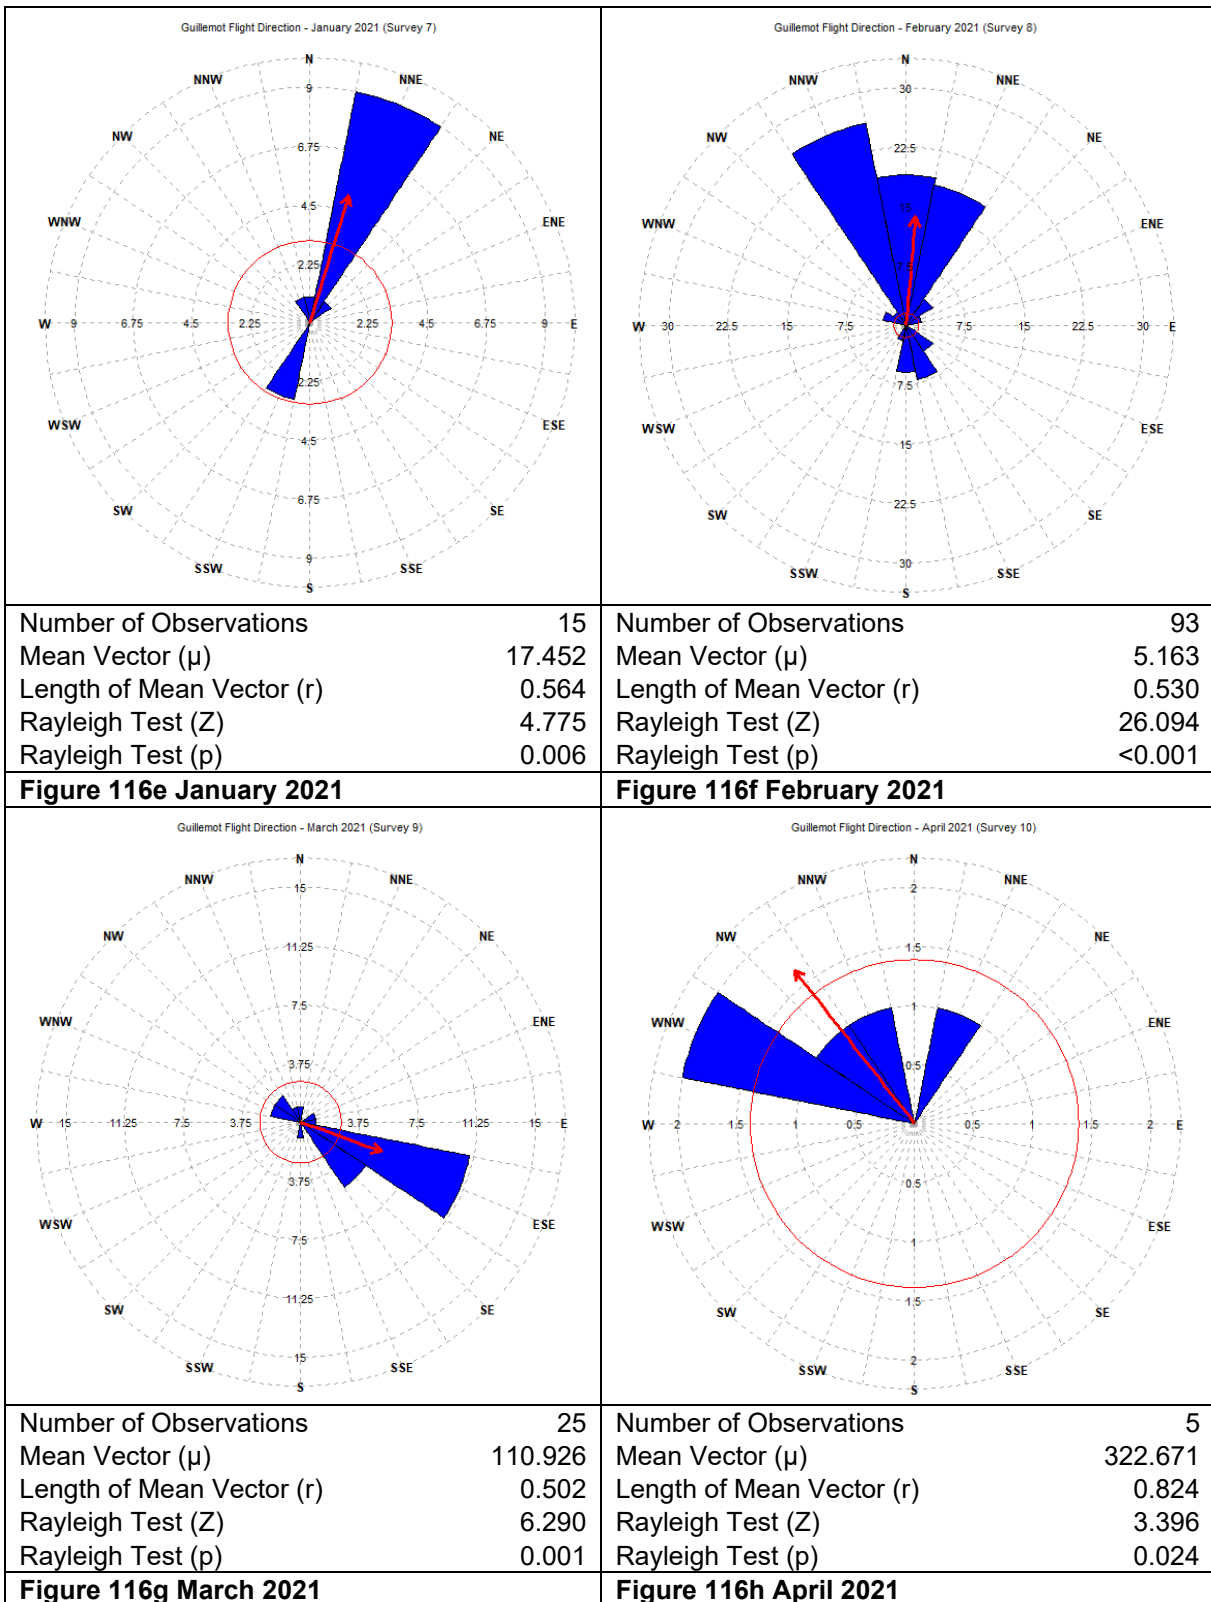 Guillemot Flight Direction - January 2021 (Survey 7)
N
NNW NNE
9
NW NE
6.75
4.5
WNW ENE
2.25
W 9 6.75 4.5 2.25 2.25 4.5 6.75 9 E
2.25
WSW ESE
4.5
6.75
SW SE
9
SSW SSE
S
Number of Observations 15
Mean Vector (µ) 17.452
Length of Mean Vector (r) 0.564
Rayleigh Test (Z) 4.775
Rayleigh Test (p) 0.006
Figure 116e January 2021
Guillemot Flight Direction - February 2021 (Survey 8)
N
NNW NNE
30
NW NE
22.5
15
WNW ENE
7.5
W 30 22.5 15 7.5 7.5 15 22.5 30 E
7.5
WSW ESE
15
22.5
SW SE
30
SSW SSE
S
Number of Observations 93
Mean Vector (µ) 5.163
Length of Mean Vector (r) 0.530
Rayleigh Test (Z) 26.094
Rayleigh Test (p) <0.001
Figure 116f February 2021
Guillemot Flight Direction - March 2021 (Survey 9)
N
NNW NNE
15
NW NE
11.25
7.5
WNW ENE
3.75
W 15 11.25 7.5 3.75 3.75 7.5 11.25 15 E
3.75
WSW ESE
7.5
11.25
SW SE
15
SSW SSE
S
Number of Observations 25
Mean Vector (µ) 110.926
Length of Mean Vector (r) 0.502
Rayleigh Test (Z) 6.290
Rayleigh Test (p) 0.001
Figure 116g March 2021
Guillemot Flight Direction - April 2021 (Survey 10)
N
NNW NNE
2
NW NE
1.5
1
WNW ENE
0.5
W 2 1.5 1 0.5 0.5 1 1.5 2 E
0.5
WSW ESE
1
1.5
SW SE
2
SSW SSE
S
Number of Observations 5
Mean Vector (µ) 322.671
Length of Mean Vector (r) 0.824
Rayleigh Test (Z) 3.396
Rayleigh Test (p) 0.024
Figure 116h April 2021